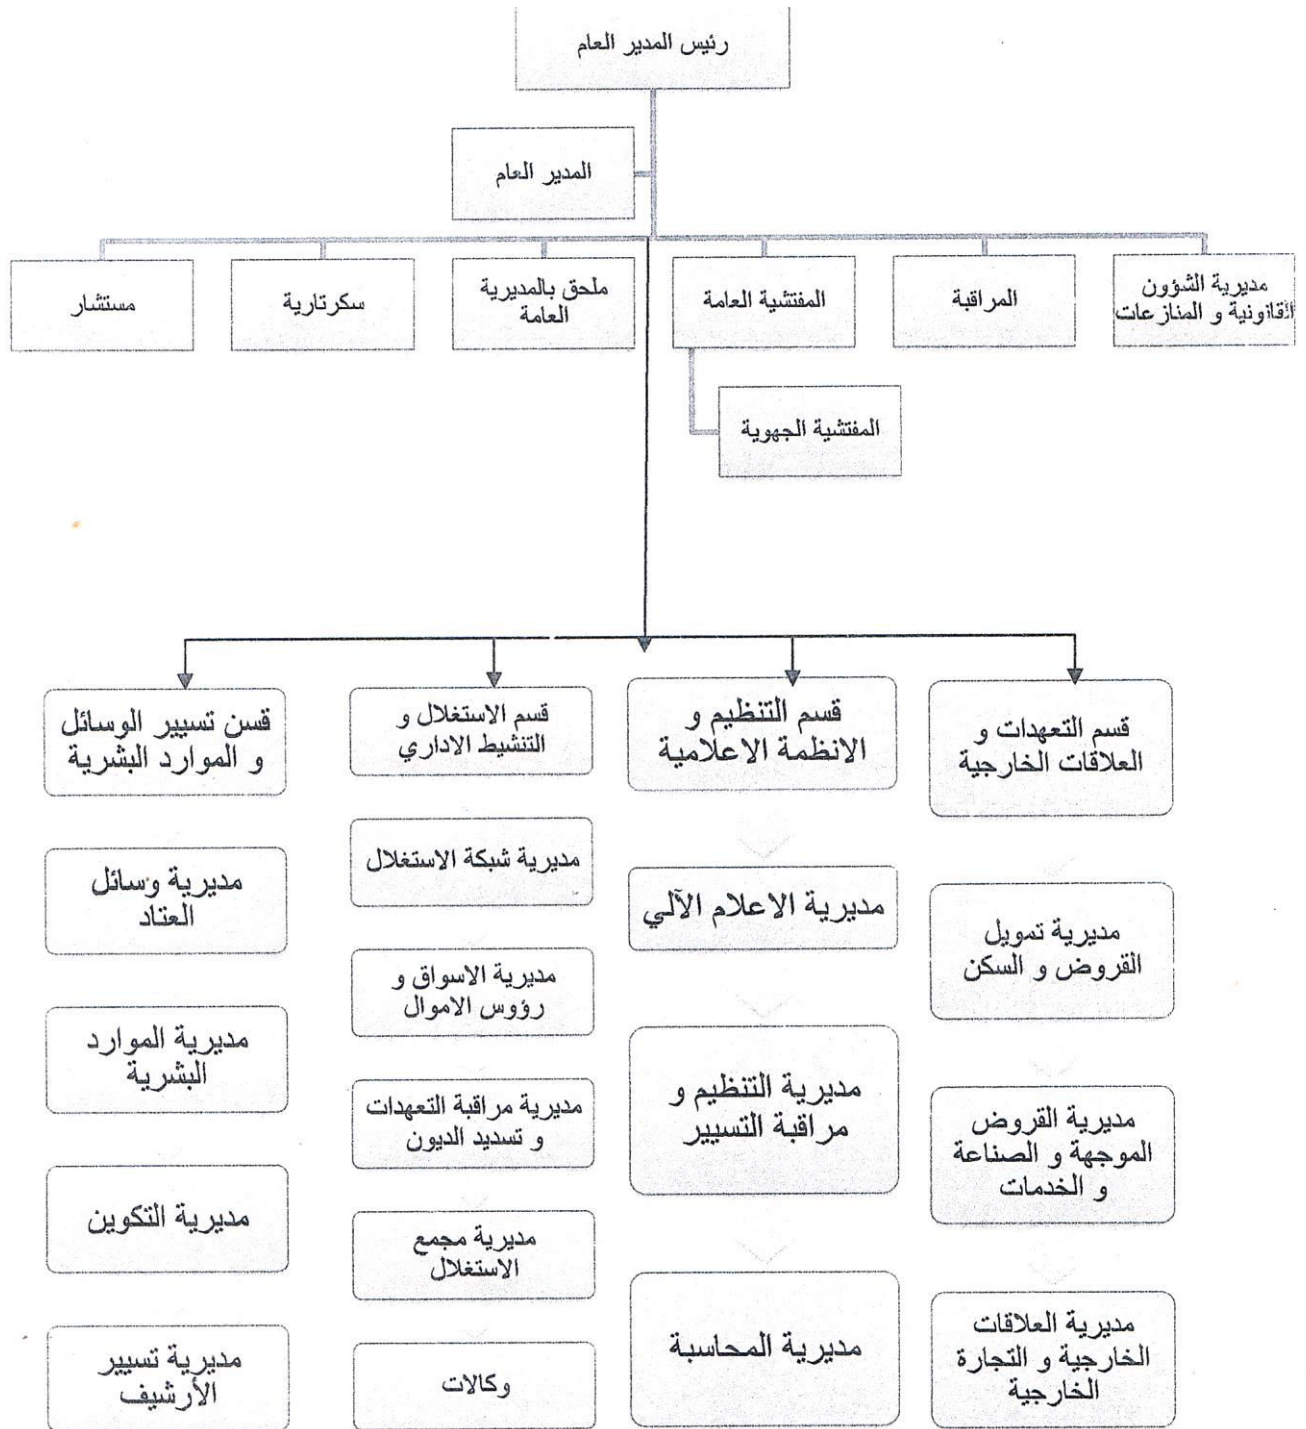 رئيس المدير العام
المدير العام
مديرية الشؤون
القانونية و المنازعات
المراقبة
المفتشية العامة
ملحق بالمديرية
العامة
سكرتارية
مستشار
المفتشية الجهوية
قسم التعهدات و
العلاقات الخارجية
مديرية تمويل
القروض و السكن
مديرية القروض
الموجهة و الصناعة
و الخدمات
مديرية العلاقات
الخارجية و التجارة
الخارجية
قسم التنظيم و
الانظمة الاعلامية
مديرية الاعلام الآلي
مديرية التنظيم و
مراقبة التسيير
مديرية المحاسبة
قسم الاستغلال و
التنشيط الاداري
مديرية شبكة الاستغلال
مديرية الاسواق و
رؤوس الاموال
مديرية مراقبة التعهدات
و تسديد الديون
مديرية مجمع
الاستغلال
وكالات
قسن تسيير الوسائل
و الموارد البشرية
مديرية وسائل
العتاد
مديرية الموارد
البشرية
مديرية التكوين
مديرية تسيير
الأرشيف